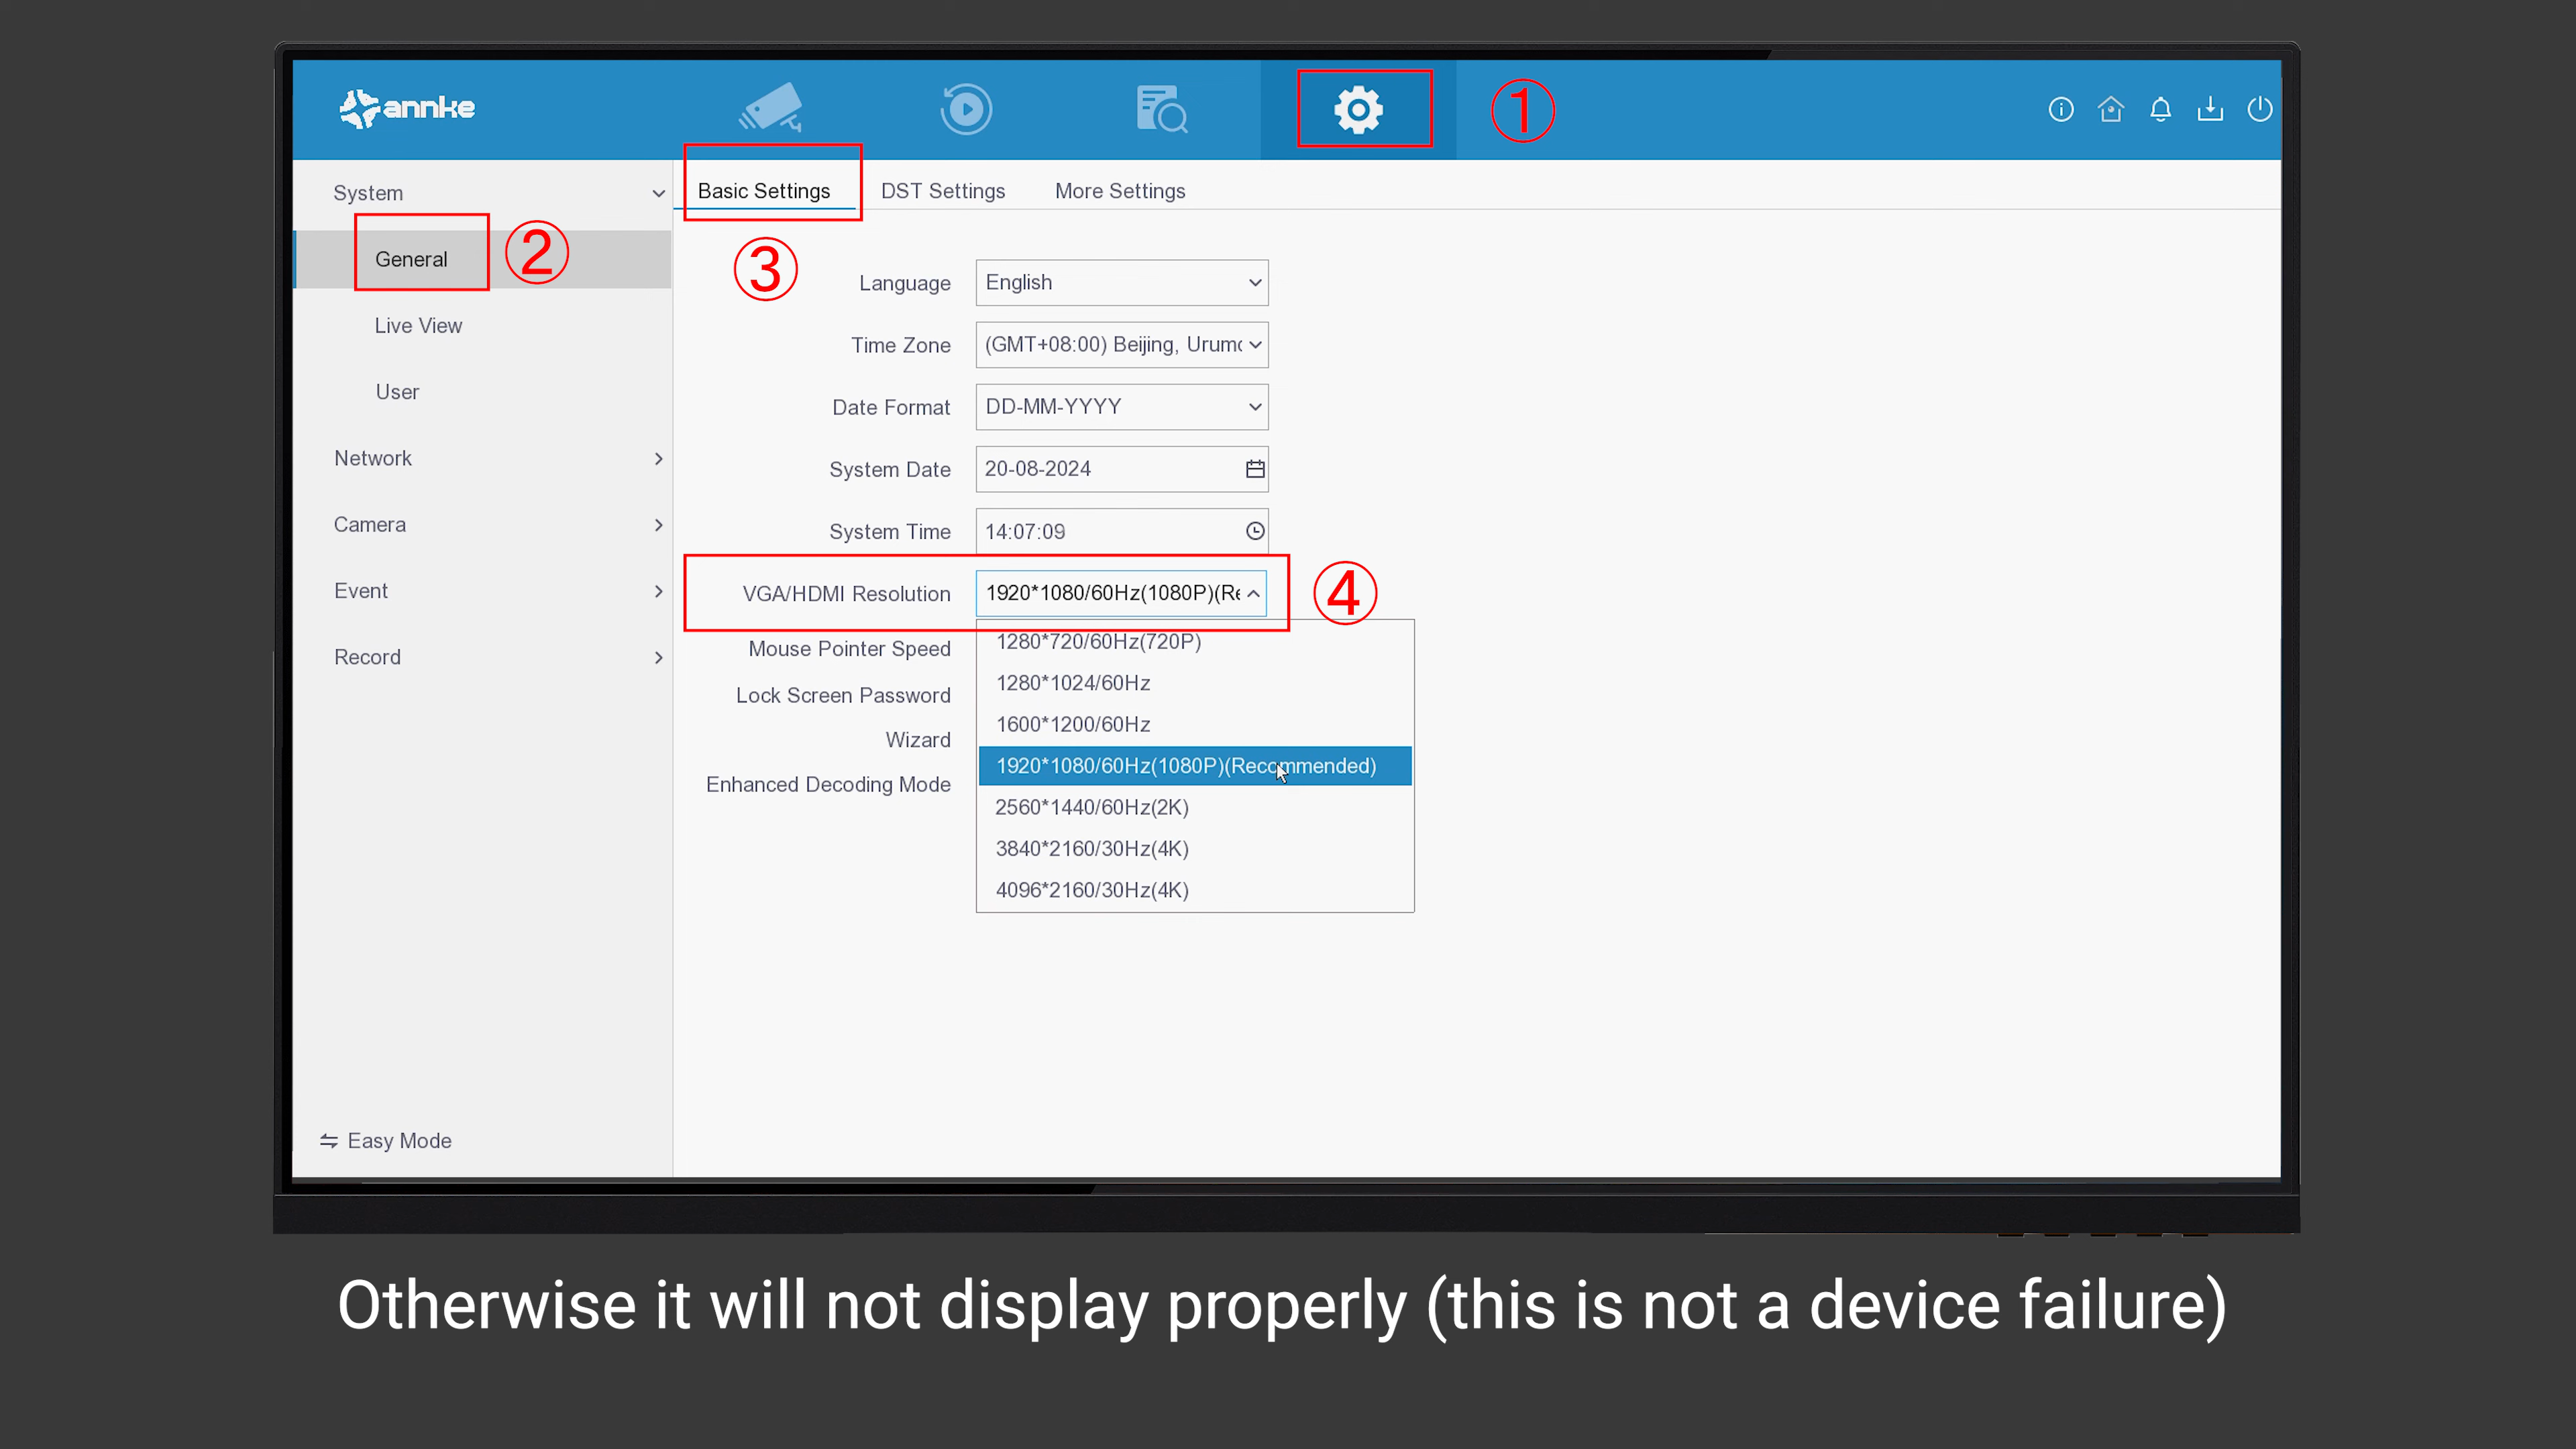 annke
①
System
General
②
Live View
User
Network
Camera
Event
Record
Easy Mode
Basic Settings
DST Settings
More Settings
③
Language
English
Time Zone
(GMT+08:00) Beijing, Urumc
Date Format
DD-MM-YYYY
System Date
20-08-2024
System Time
14:07:09
VGA/HDMI Resolution
1920*1080/60Hz(1080P)(Re
④
Mouse Pointer Speed
Lock Screen Password
Wizard
Enhanced Decoding Mode
1280*720/60Hz(720P)
1280*1024/60Hz
1600*1200/60Hz
1920*1080/60Hz(1080P)(Recommended)
2560*1440/60Hz(2K)
3840*2160/30Hz(4K)
4096*2160/30Hz(4K)
Otherwise it will not display properly (this is not a device failure)